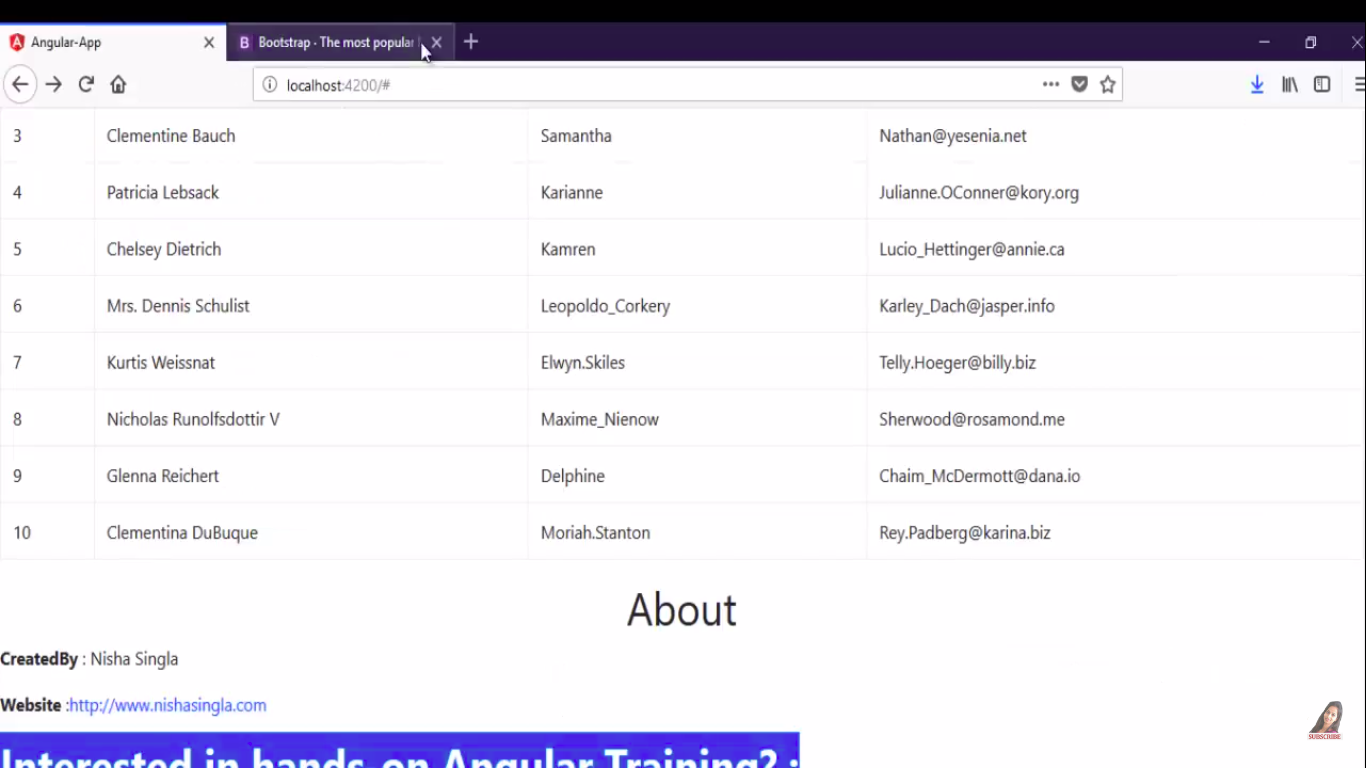 Angular-App
B Bootstrap · The most popular
localhost:4200/#
3 Clementine Bauch Samantha Nathan@yesenia.net
4 Patricia Lebsack Karianne Julianne.OConner@kory.org
5 Chelsey Dietrich Kamren Lucio_Hettinger@annie.ca
6 Mrs. Dennis Schulist Leopoldo_Corkery Karley_Dach@jasper.info
7 Kurtis Weissnat Elwyn.Skiles Telly.Hoeger@billy.biz
8 Nicholas Runolfsdottir V Maxime_Nienow Sherwood@rosamond.me
9 Glenna Reichert Delphine Chaim_McDermott@dana.io
10 Clementina DuBuque Moriah.Stanton Rey.Padberg@karina.biz
About
CreatedBy : Nisha Singla
Website :http://www.nishasingla.com
Interested in hands-on Angular Training? :
SUBSCRIBE